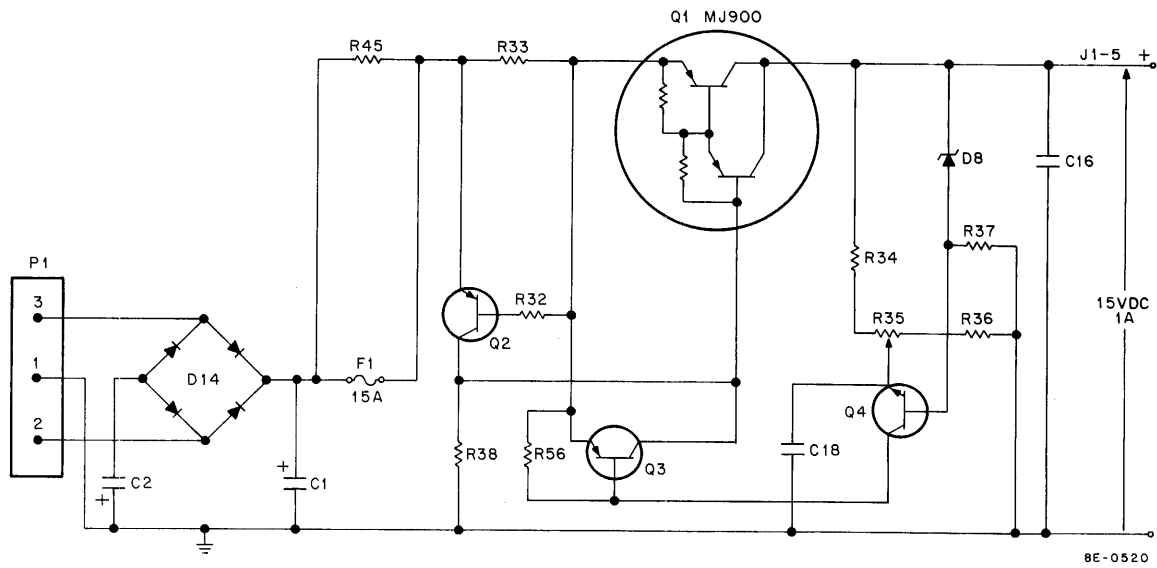 Q1 MJ900
R45
R33
J1-5 +
D8
C16
R37
R34
P1
3
R32
R35
R36
15VDC
1A
1
Q2
D14
F1
15A
2
Q4
R38
R56
Q3
C18
+
C2
+
C1
8E-0520